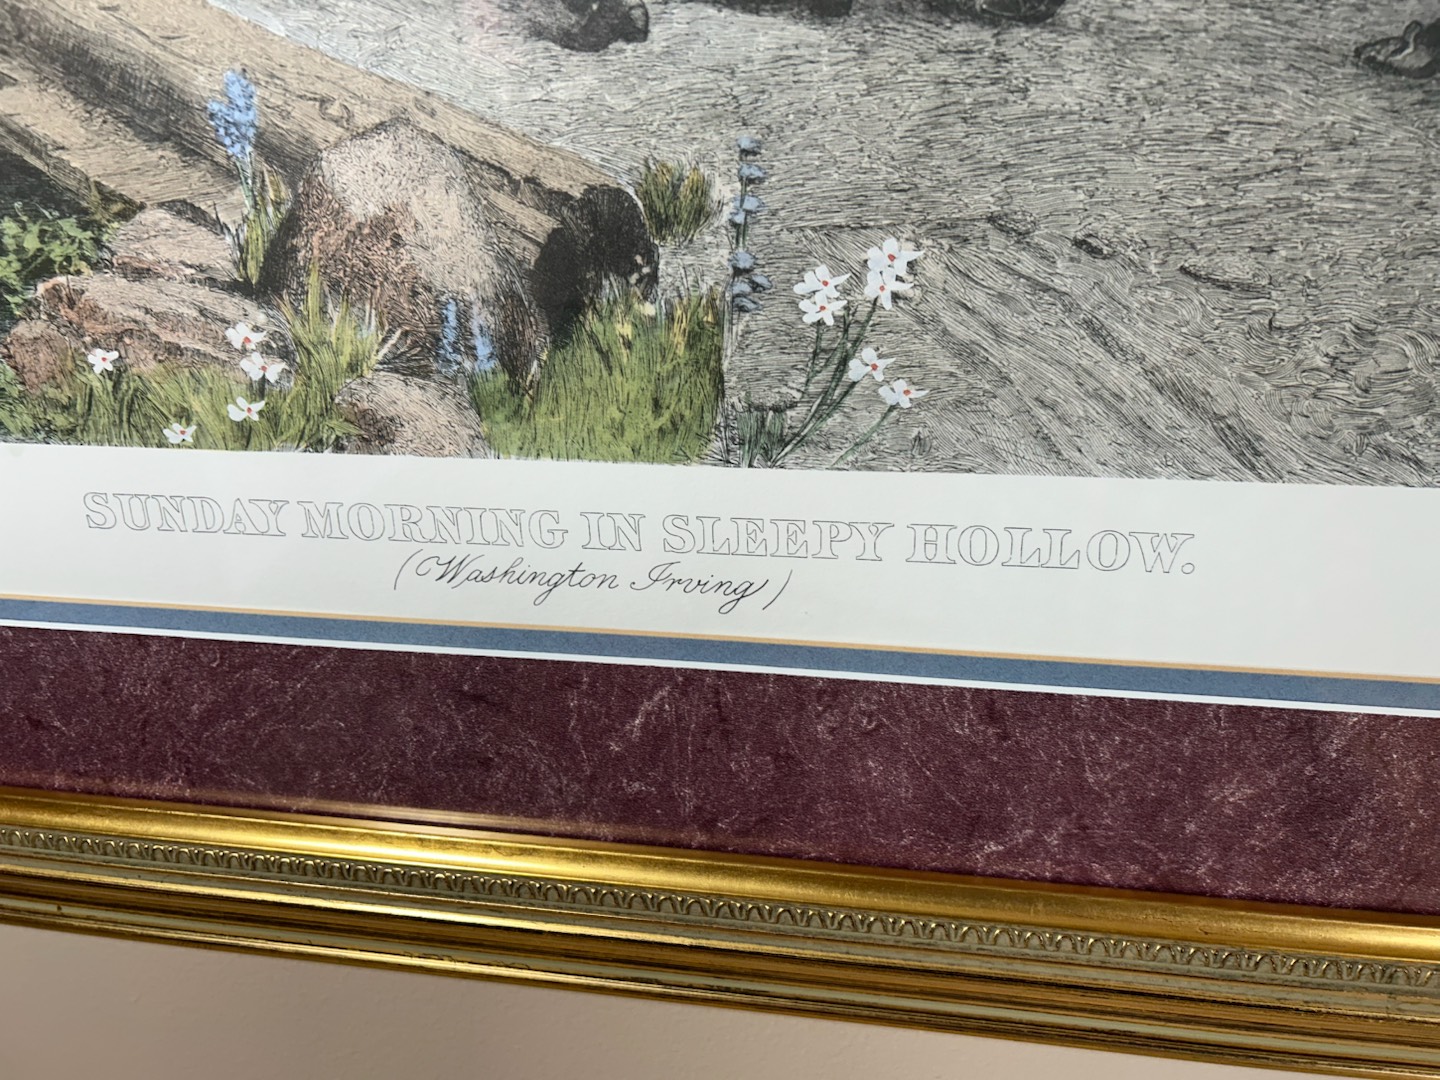 SUNDAY MORNING IN SLEEPY HOLLOW.
(Washington Irving)